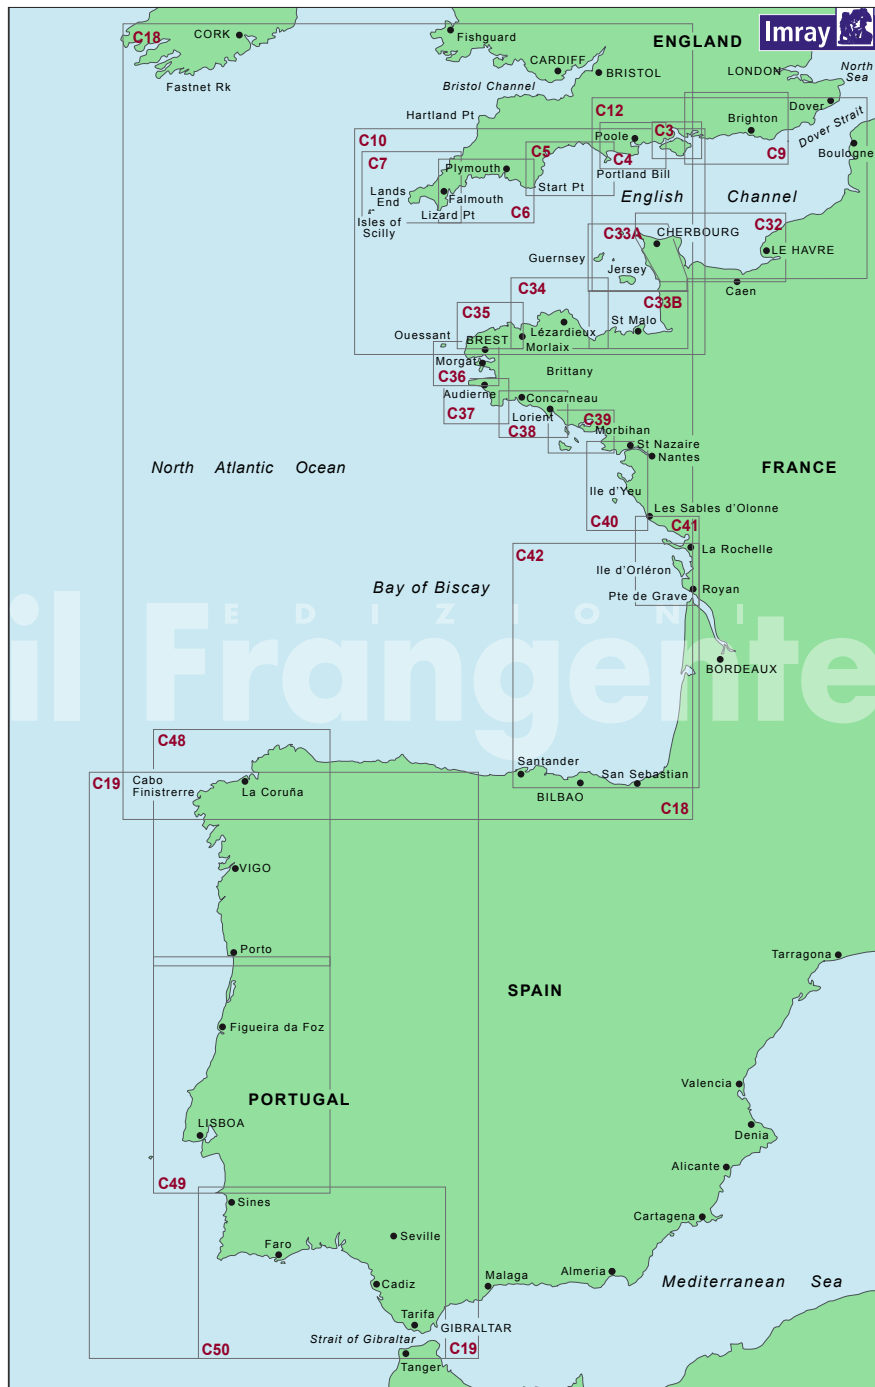 C18
CORK
Fishguard
ENGLAND
Imray
Fastnet Rk
CARDIFF
BRISTOL
LONDON
North
Sea
Bristol Channel
Hartland Pt
C12
Dover
Dover Strait
Brighton
C10
Poole
C3
C7
C5
C4
C9
Boulogne
Plymouth
Portland Bill
Lands
End
Falmouth
Start Pt
English Channel
Isles of
Scilly
Lizard Pt
C6
C32
C33A
CHERBOURG
LE HAVRE
Guernsey
Jersey
Caen
C34
C33B
C35
St Malo
Ouessant
BREST
Lézardieux
Morlaix
Morgat
C36
Brittany
Audierne
Concarneau
C37
Lorient
C39
C38
Morbihan
St Nazaire
Nantes
North Atlantic Ocean
FRANCE
Ile d'Yeu
Les Sables d'Olonne
C40
C41
C42
La Rochelle
Ile d'Orléron
Bay of Biscay
Pte de Grave
Royan
EDIZIONI
il Frangente
BORDEAUX
C48
C19
Cabo
Finistrerre
La Coruña
Santander
San Sebastian
BILBAO
C18
VIGO
Porto
Tarragona
SPAIN
Figueira da Foz
Valencia
PORTUGAL
LISBOA
Denia
Alicante
C49
Sines
Cartagena
Seville
Faro
Cadiz
Malaga
Almeria
Mediterranean Sea
Tarifa
GIBRALTAR
Strait of Gibraltar
C50
C19
Tanger